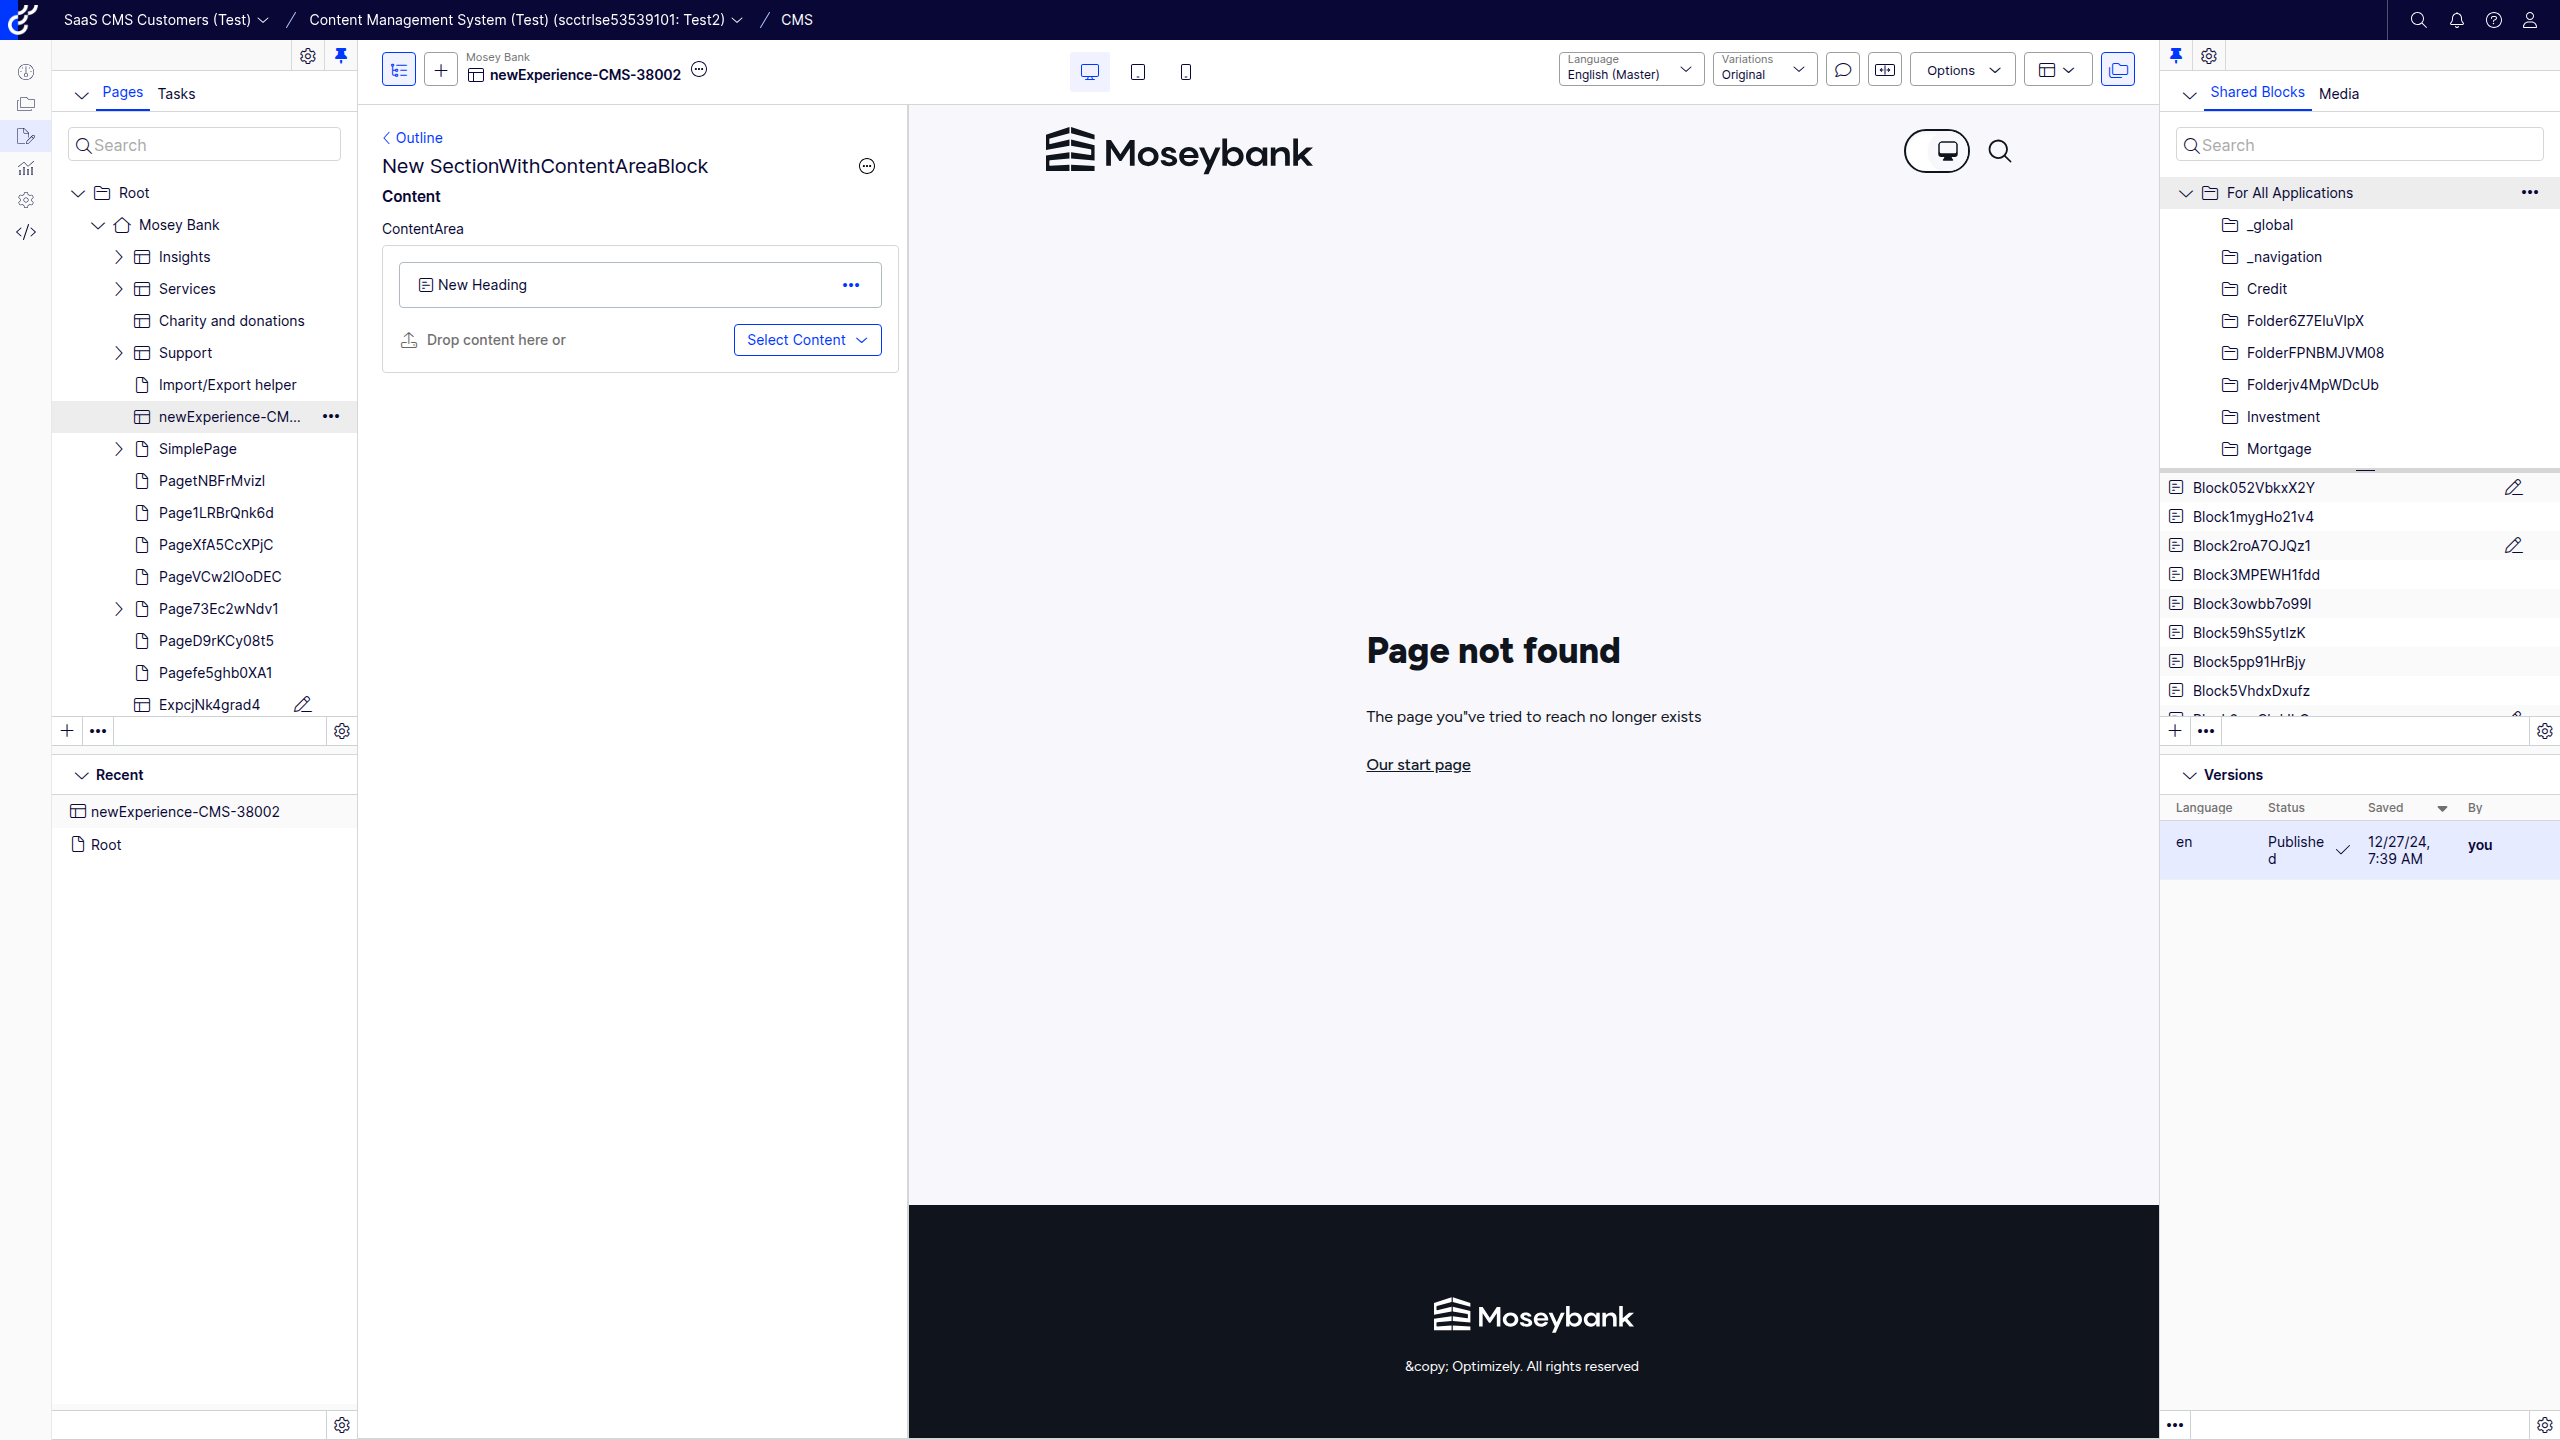 SaaS CMS Customers (Test) / Content Management System (Test) (scctrlse53539101: Test2) / CMS
Pages Tasks
Search
Root
Mosey Bank
Insights
Services
Charity and donations
Support
Import/Export helper
newExperience-CM...
SimplePage
PagetNBFrMvizI
Page1LRBrQnk6d
PageXfA5CcXPjC
PageVCw2lOoDEC
Page73Ec2wNdv1
PageD9rKCy08t5
Pagefe5ghb0XA1
ExpcjNk4grad4
Recent
newExperience-CMS-38002
Root
Mosey Bank
newExperience-CMS-38002
Language
English (Master)
Variations
Original
Options
Outline
New SectionWithContentAreaBlock
Content
ContentArea
New Heading
Drop content here or
Select Content
Moseybank
Page not found
The page you"ve tried to reach no longer exists
Our start page
Moseybank
&copy; Optimizely. All rights reserved
Shared Blocks Media
Search
For All Applications
_global
_navigation
Credit
Folder6Z7EluVlpX
FolderFPNBMJVM08
Folderjv4MpWDcUb
Investment
Mortgage
Block052VbkxX2Y
Block1mygHo21v4
Block2roA7OJQz1
Block3MPEWH1fdd
Block3owbb7o99l
Block59hS5ytIzK
Block5pp91HrBjy
Block5VhdxDxufz
Versions
Language Status Saved By
en Publishe 12/27/24, you
d 7:39 AM